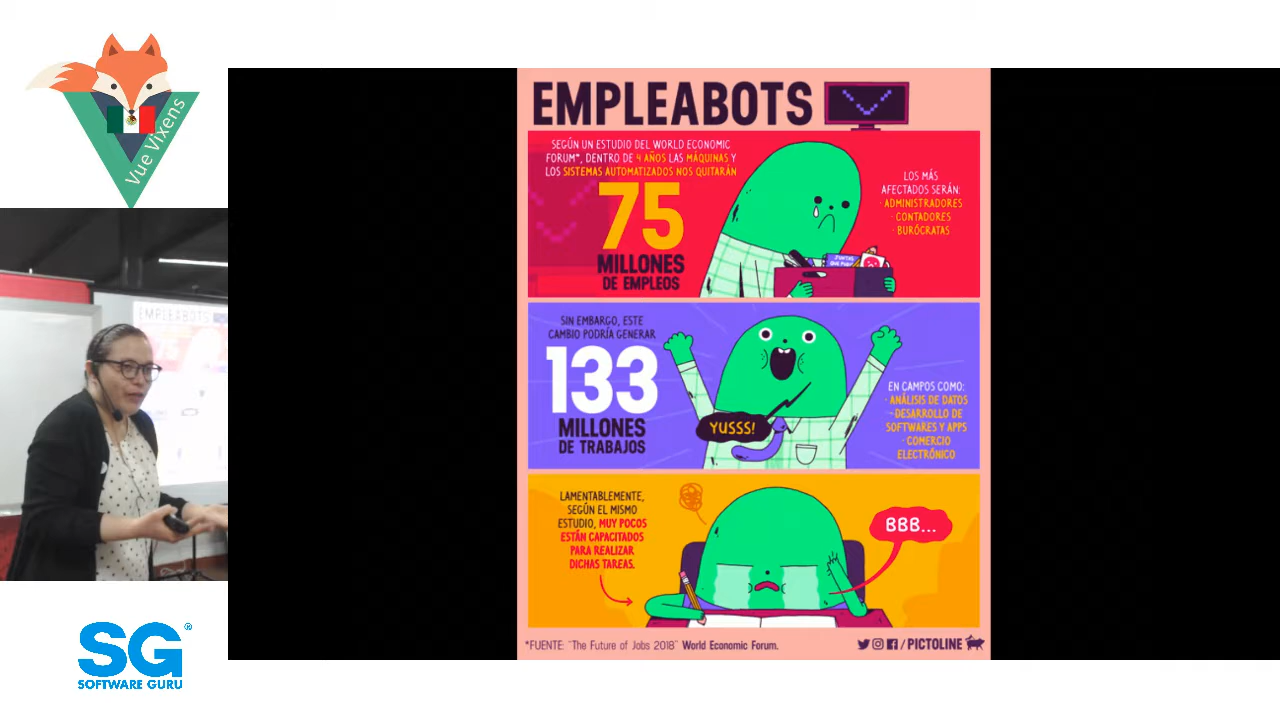 Vue Vixens
EMPLEABOTS
SEGÚN UN ESTUDIO DEL WORLD ECONOMIC
FORUM*, DENTRO DE 4 AÑOS LAS MÁQUINAS Y
LOS SISTEMAS AUTOMATIZADOS NOS QUITARÁN
75
MILLONES
DE EMPLEOS
LOS MÁS
AFECTADOS SERÁN:
· ADMINISTRADORES
· CONTADORES
· BURÓCRATAS
SIN EMBARGO, ESTE
CAMBIO PODRÍA GENERAR
133
MILLONES
DE TRABAJOS
YUSSS!
EN CAMPOS COMO:
· ANÁLISIS DE DATOS
· DESARROLLO DE
SOFTWARES Y APPS
· COMERCIO
ELECTRÓNICO
LAMENTABLEMENTE,
SEGÚN EL MISMO
ESTUDIO, MUY POCOS
ESTÁN CAPACITADOS
PARA REALIZAR
DICHAS TAREAS.
BBB...
*FUENTE: "The Future of Jobs 2018" World Economic Forum.
/PICTOLINE
EMPLEABOTS
75
SG®
SOFTWARE GURU